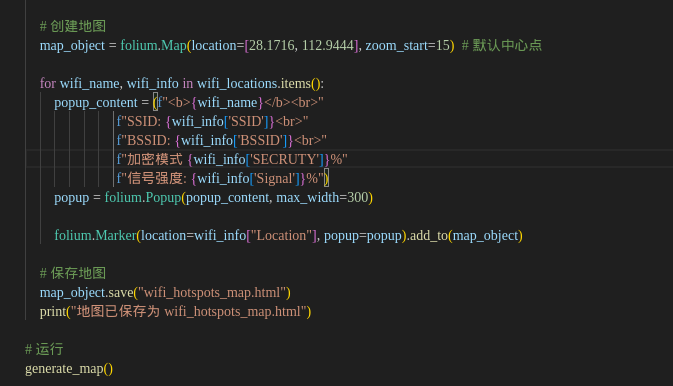 # 创建地图
map_object = folium.Map(location=[28.1716, 112.9444], zoom_start=15)  # 默认中心点
for wifi_name, wifi_info in wifi_locations.items():
popup_content = (f"<b>{wifi_name}</b><br>"
f"SSID: {wifi_info['SSID']}<br>"
f"BSSID: {wifi_info['BSSID']}<br>"
f"加密模式 {wifi_info['SECRUTY']}%"
f"信号强度: {wifi_info['Signal']}%")
popup = folium.Popup(popup_content, max_width=300)
folium.Marker(location=wifi_info["Location"], popup=popup).add_to(map_object)
# 保存地图
map_object.save("wifi_hotspots_map.html")
print("地图已保存为 wifi_hotspots_map.html")
# 运行
generate_map()